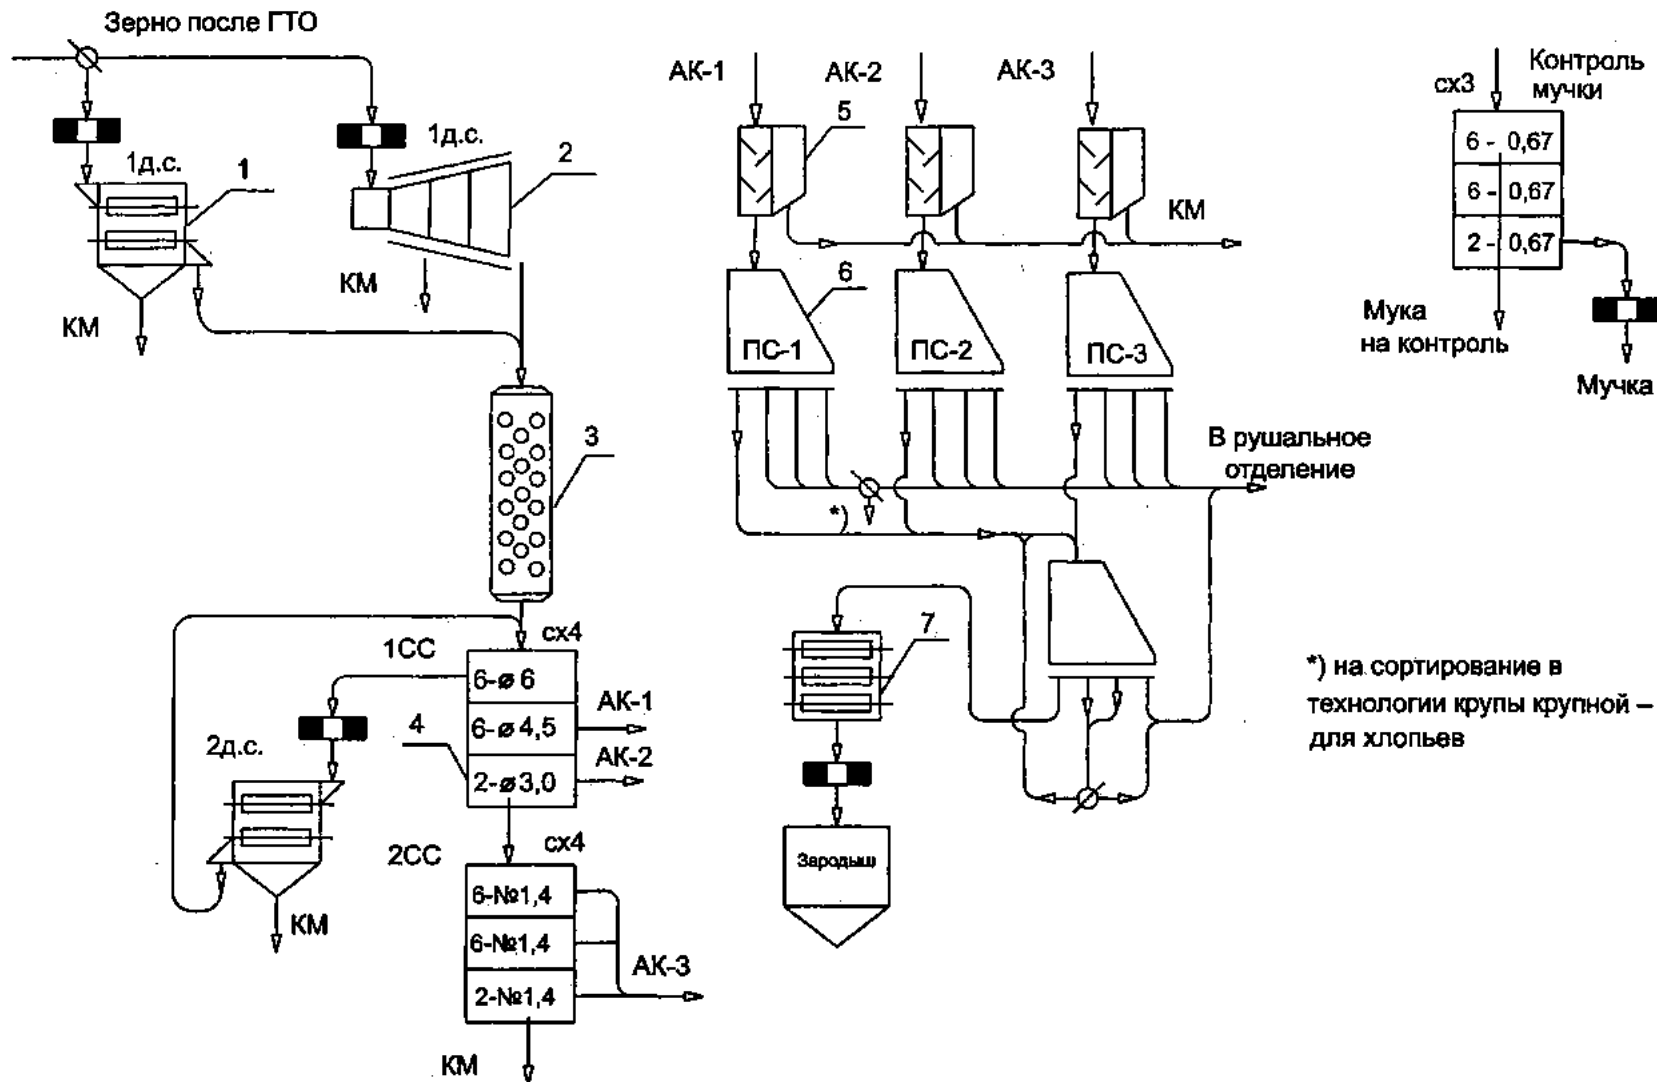 Зерно после ГТО
1д.с.
1
1д.с.
2
КМ
КМ
3
1СС
сх4
6-ø 6
6-ø 4,5
2-ø 3,0
АК-1
АК-2
4
2д.с.
КМ
2СС
сх4
6-№1,4
6-№1,4
2-№1,4
АК-3
КМ
АК-1
АК-2
АК-3
5
КМ
6
ПС-1
ПС-2
ПС-3
В рушальное
отделение
*)
7
Зародыш
сх3
Контроль
мучки
6 - 0,67
6 - 0,67
2 - 0,67
Мука
на контроль
Мучка
*) на сортирование в
технологии крупы крупной –
для хлопьев